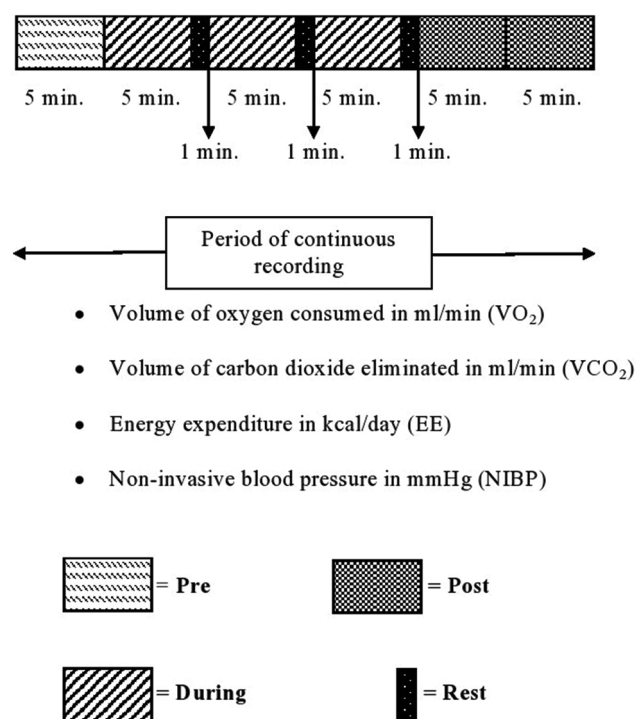 5 min. 5 min. 5 min. 5 min. 5 min. 5 min.
1 min. 1 min. 1 min.
Period of continuous
recording
• Volume of oxygen consumed in ml/min (VO₂)
• Volume of carbon dioxide eliminated in ml/min (VCO₂)
• Energy expenditure in kcal/day (EE)
• Non-invasive blood pressure in mmHg (NIBP)
= Pre = Post
= During = Rest